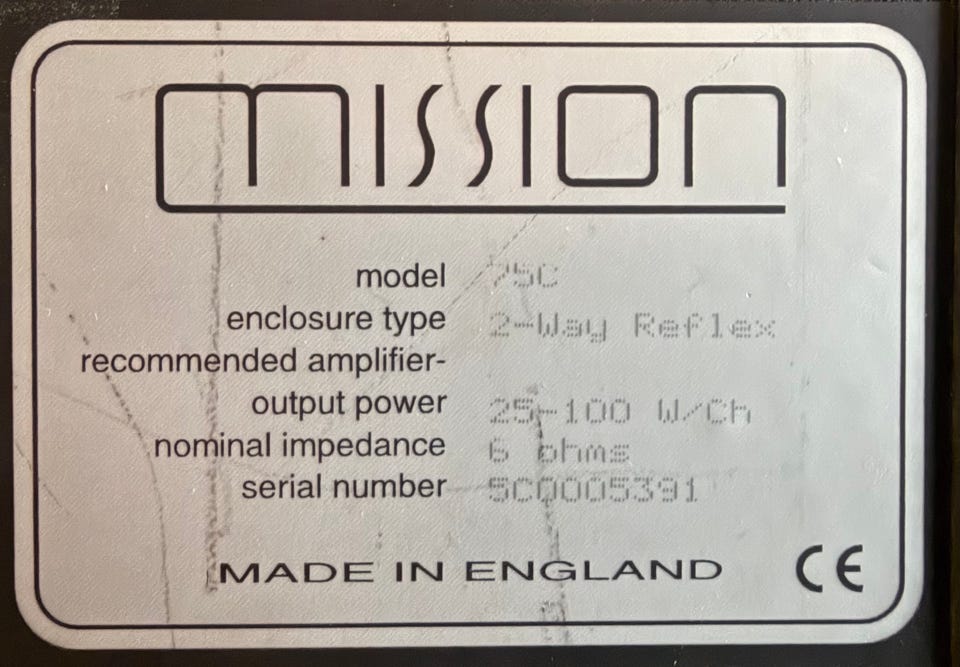 mission
model 75C
enclosure type 2-Way Reflex
recommended amplifier-
output power 25-100 W/Ch
nominal impedance 6 ohms
serial number 5C0005391
MADE IN ENGLAND CE